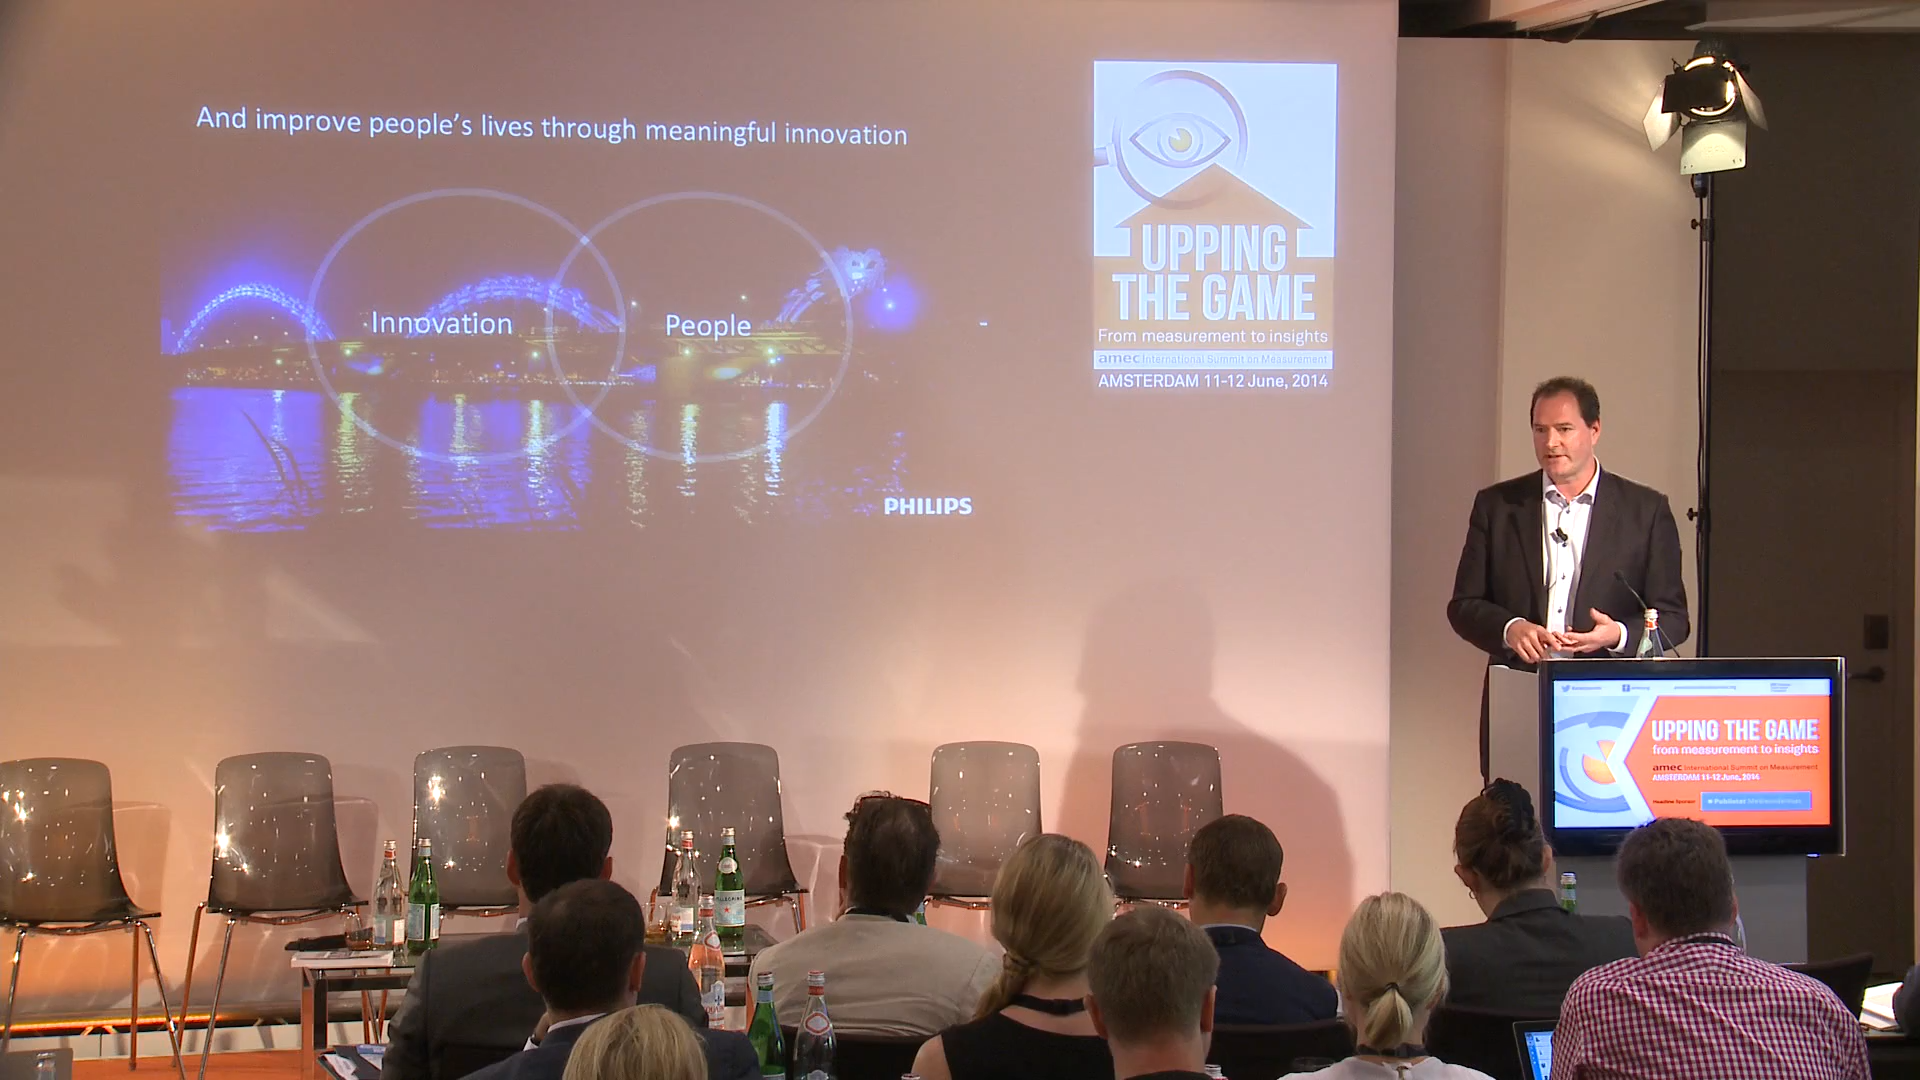 And improve people's lives through meaningful innovation
Innovation
People
-
PHILIPS
UPPING
THE GAME
From measurement to insights
amec International Summit on Measurement
AMSTERDAM 11-12 June, 2014
UPPING THE GAME
from measurement to insights
amec International Summit on Measurement
AMSTERDAM 11-12 June, 2014
Headline Sponsor